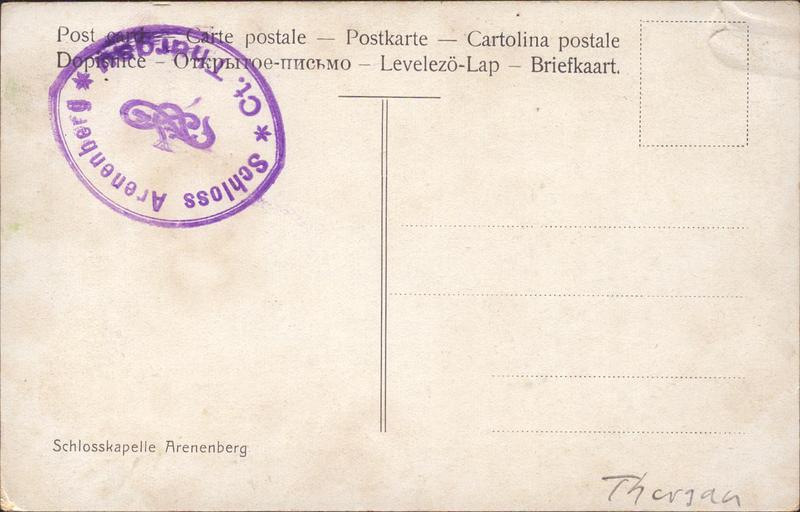 Post card — Carte postale — Postkarte — Cartolina postale
Dopisnice – Открытое-письмо – Levelezö-Lap – Briefkaart.
* Schloss Arenenberg * Ct. Thurgau
Schlosskapelle Arenenberg
Thurgau